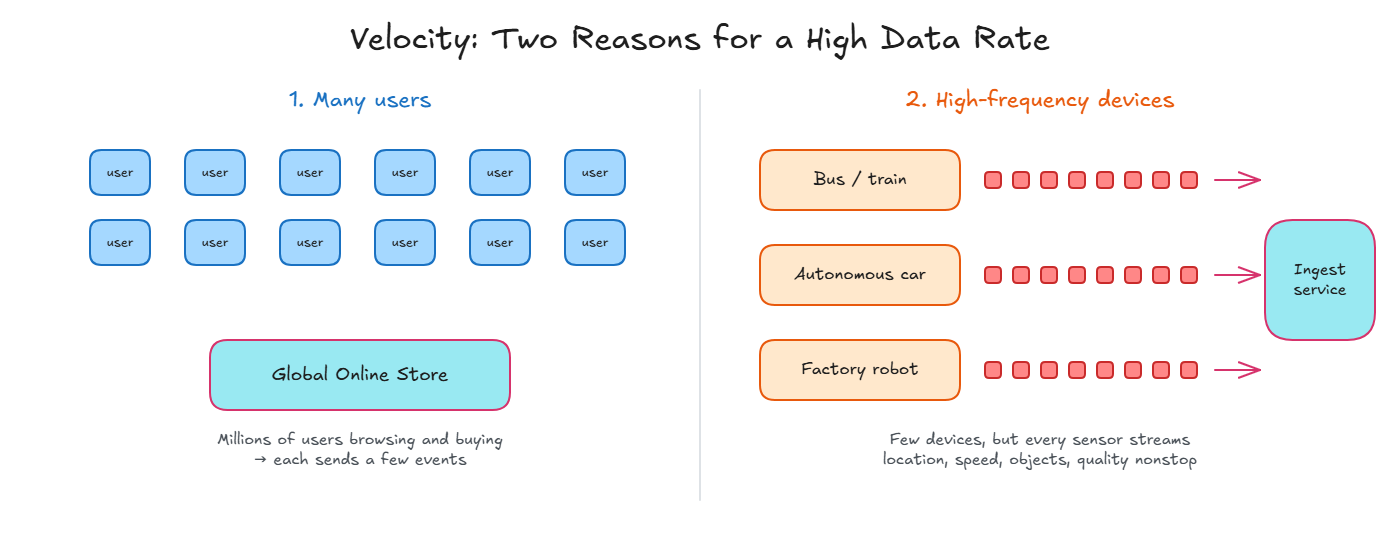 Velocity: Two Reasons for a High Data Rate
1. Many users
user user user user user user
user user user user user user
Global Online Store
Millions of users browsing and buying
→ each sends a few events
2. High-frequency devices
Bus / train
Autonomous car
Factory robot
Ingest
service
Few devices, but every sensor streams
location, speed, objects, quality nonstop